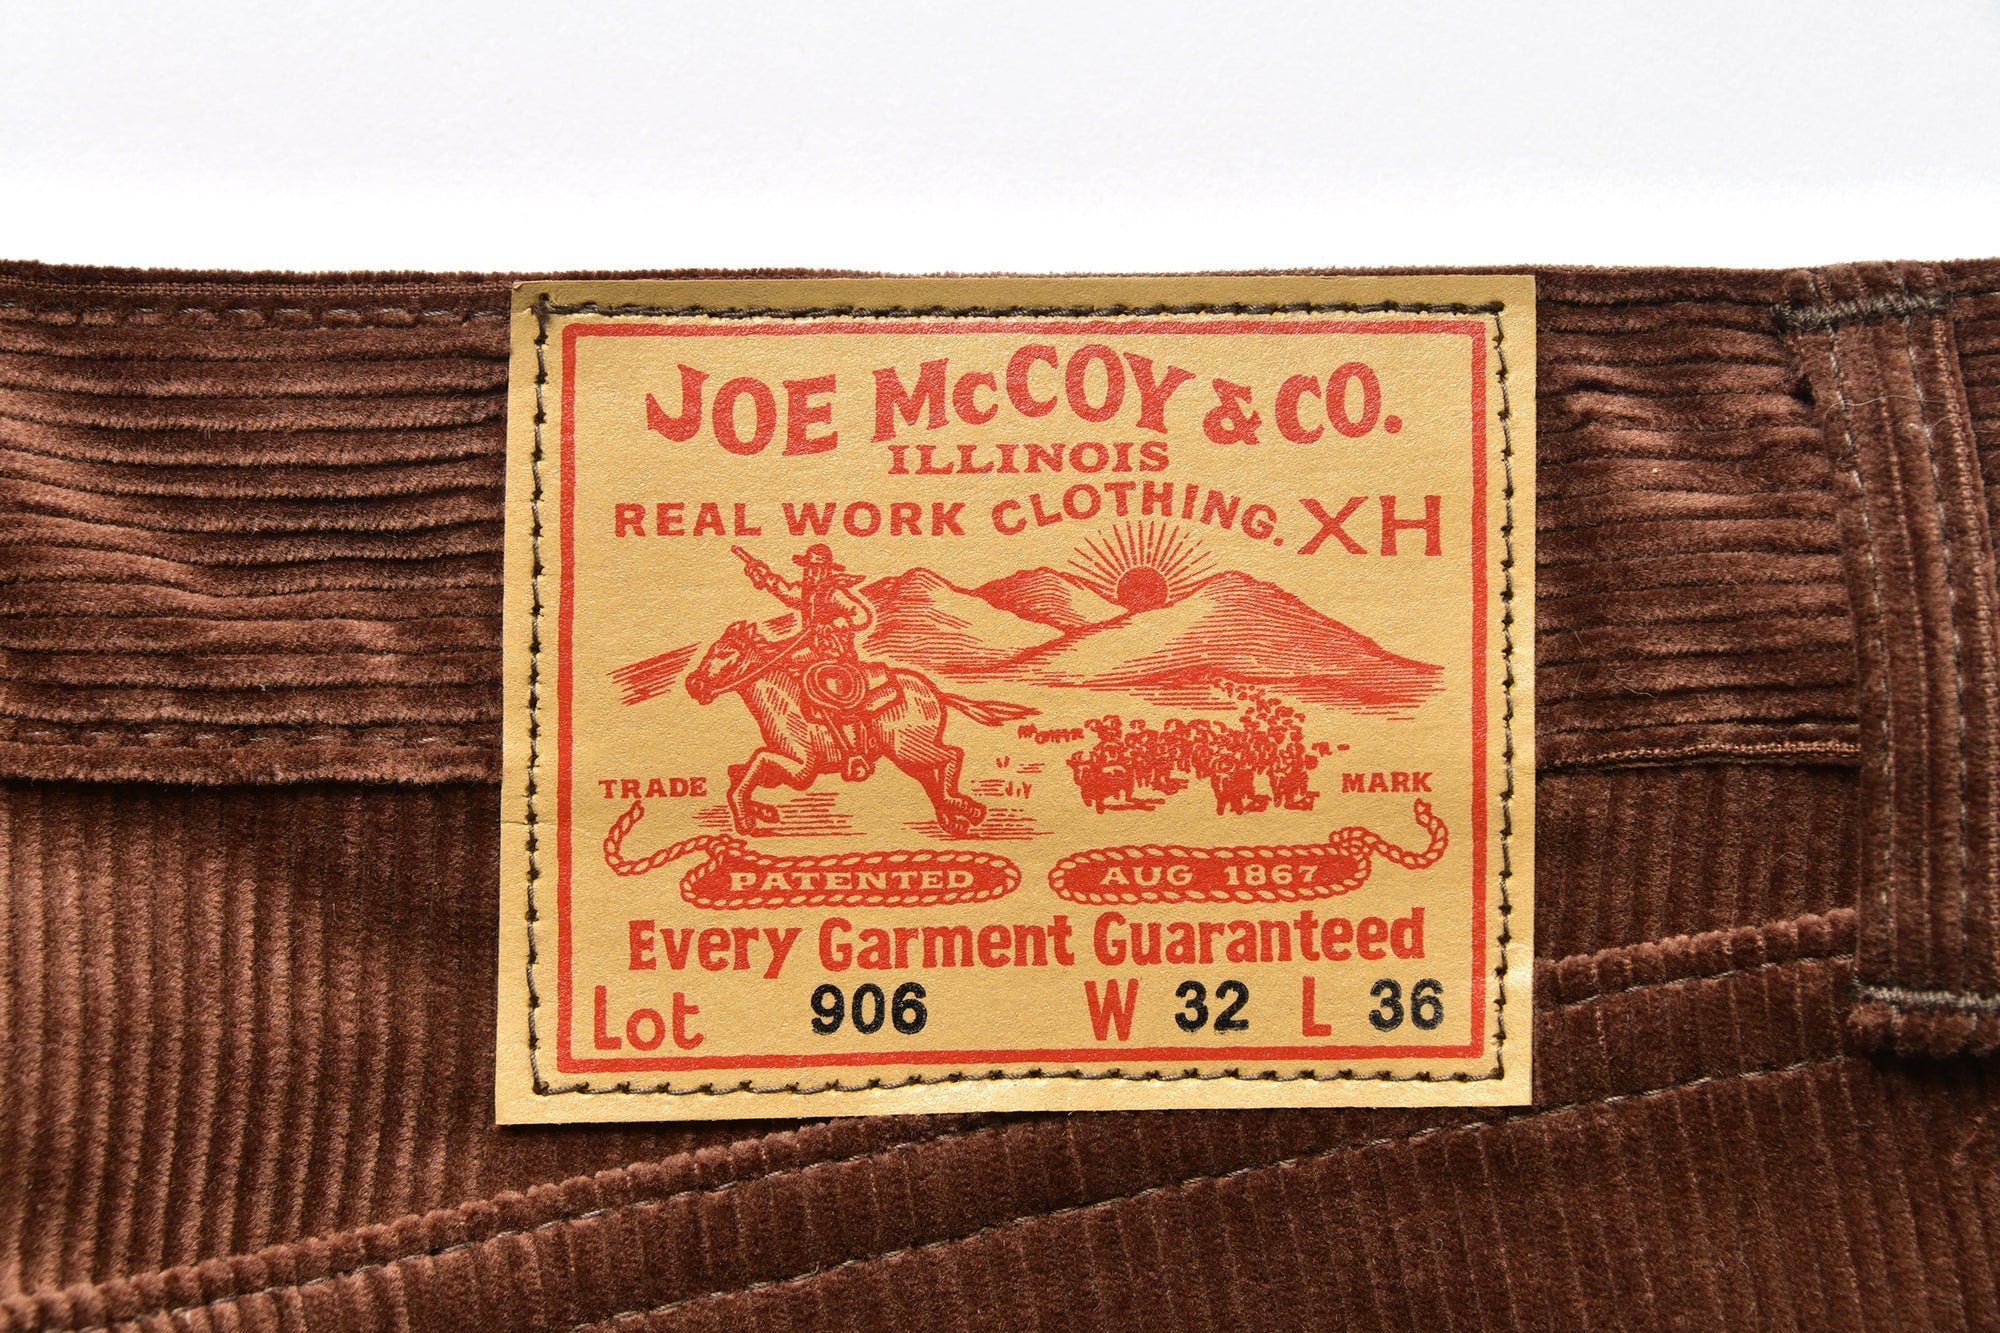 JOE McCOY & CO.
ILLINOIS
REAL WORK CLOTHING. XH
TRADE MARK
PATENTED AUG 1867
Every Garment Guaranteed
Lot 906 W 32 L 36